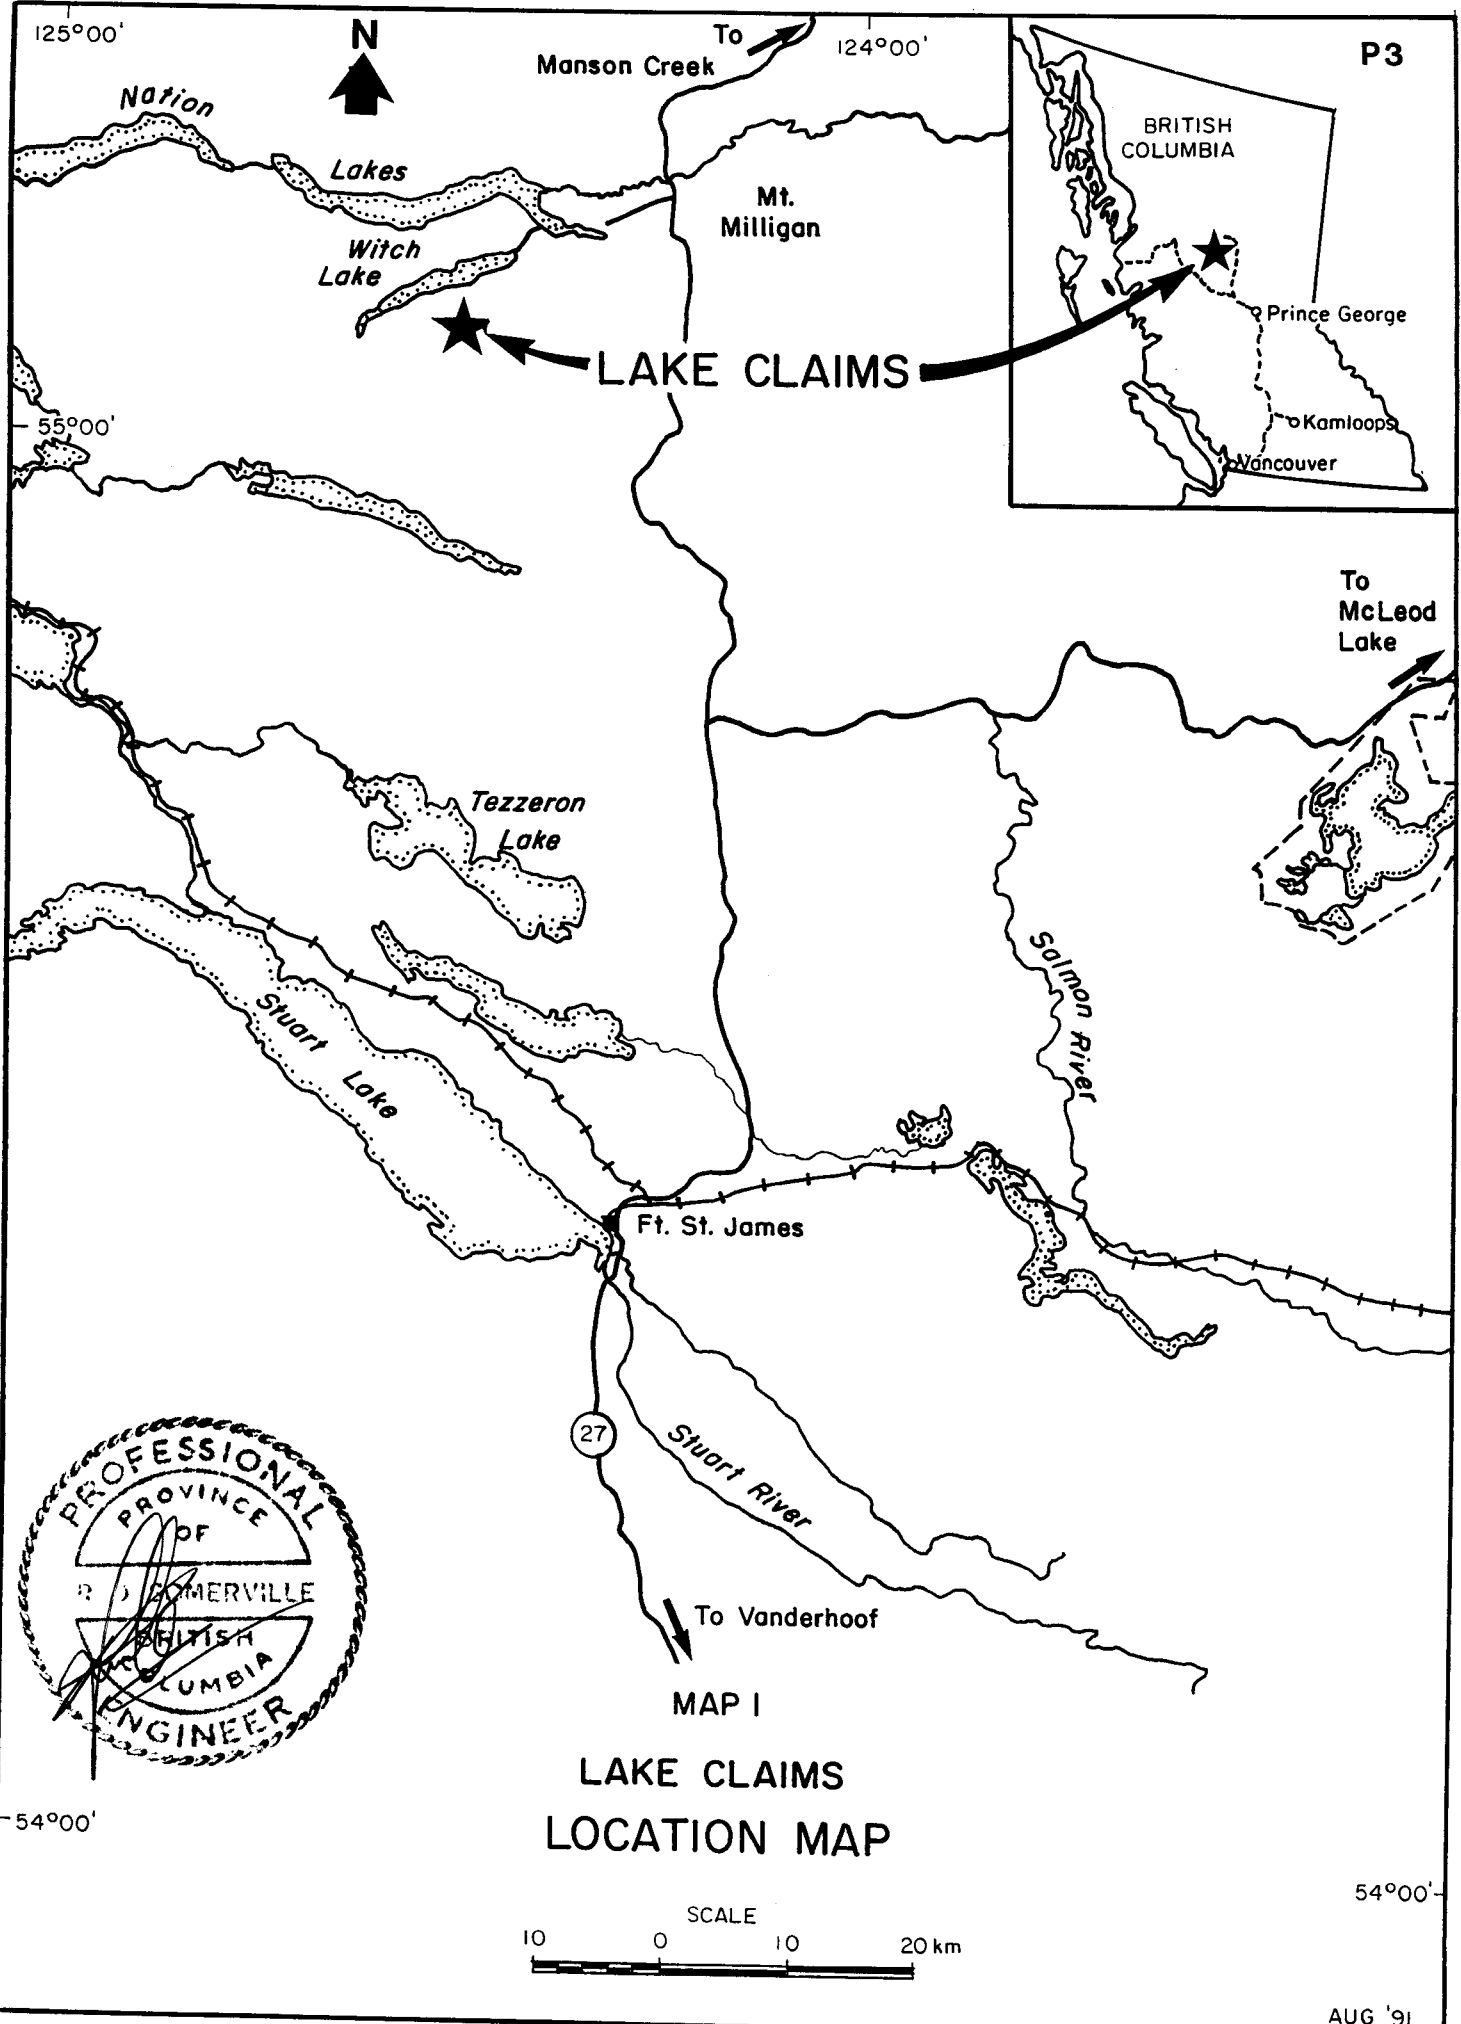 125°00'
N
To
Manson Creek
124°00'
P3
Nation
Lakes
Witch
Lake
Mt.
Milligan
BRITISH
COLUMBIA
LAKE CLAIMS
Prince George
Kamloops
Vancouver
55°00'
To
McLeod
Lake
Tezzeron
Lake
Stuart
Lake
Salmon River
Ft. St. James
27
Stuart River
To Vanderhoof
PROFESSIONAL
PROVINCE
OF
SOMERVILLE
BRITISH
ENGINEER
MAP 1
LAKE CLAIMS
LOCATION MAP
54°00'
54°00'
SCALE
10 0 10 20 km
AUG '91